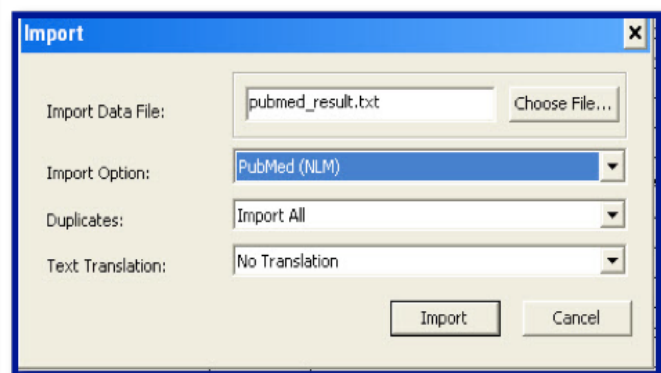 Import
Import Data File: pubmed_result.txt Choose File...
Import Option: PubMed (NLM)
Duplicates: Import All
Text Translation: No Translation
Import Cancel